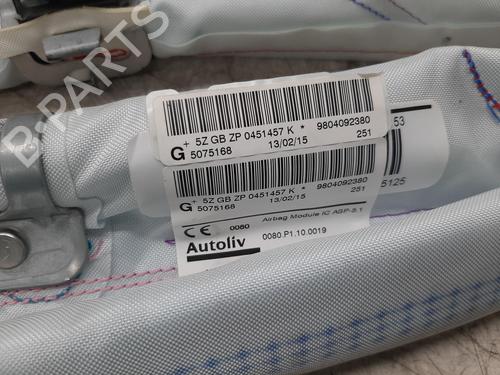 B-PARTS
+ 5Z GB ZP 0451457 K * 9804092380
G 5075168 13/02/15 251
53
+ 5Z GB ZP 0451457 K * 9804092380
G 5075168 13/02/15 251
5125
CE 0080 Airbag Module IC ASP-3.1
Autoliv 0080.P1.10.0019